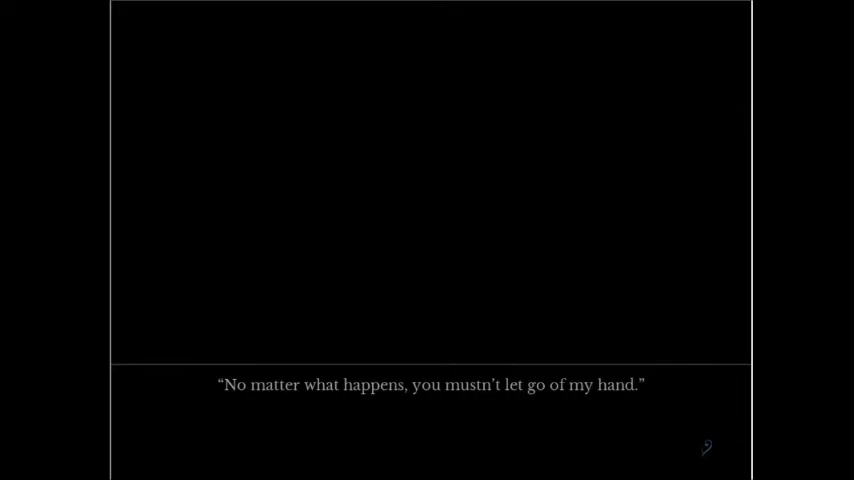 “No matter what happens, you mustn’t let go of my hand.”